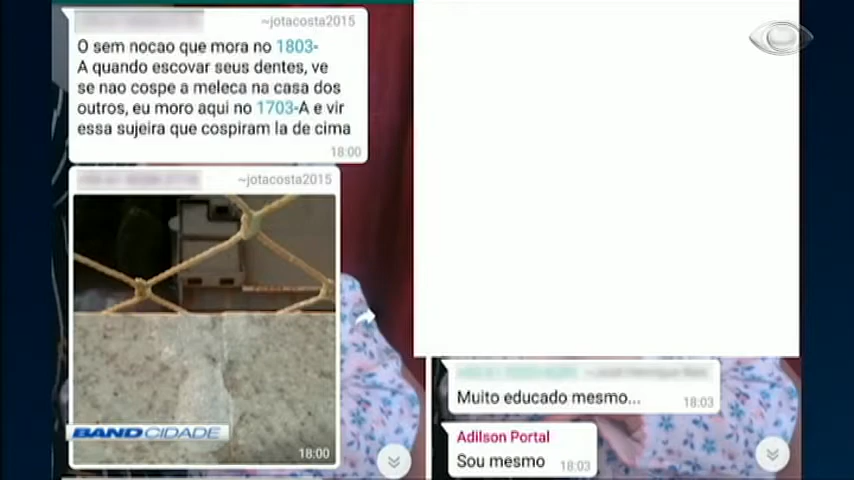 ~jotacosta2015
O sem nocao que mora no 1803-
A quando escovar seus dentes, ve
se nao cospe a meleca na casa dos
outros, eu moro aqui no 1703-A e vir
essa sujeira que cospiram la de cima
18:00
~jotacosta2015
BANDCIDADE
18:00
Muito educado mesmo...
18:03
Adilson Portal
Sou mesmo
18:03